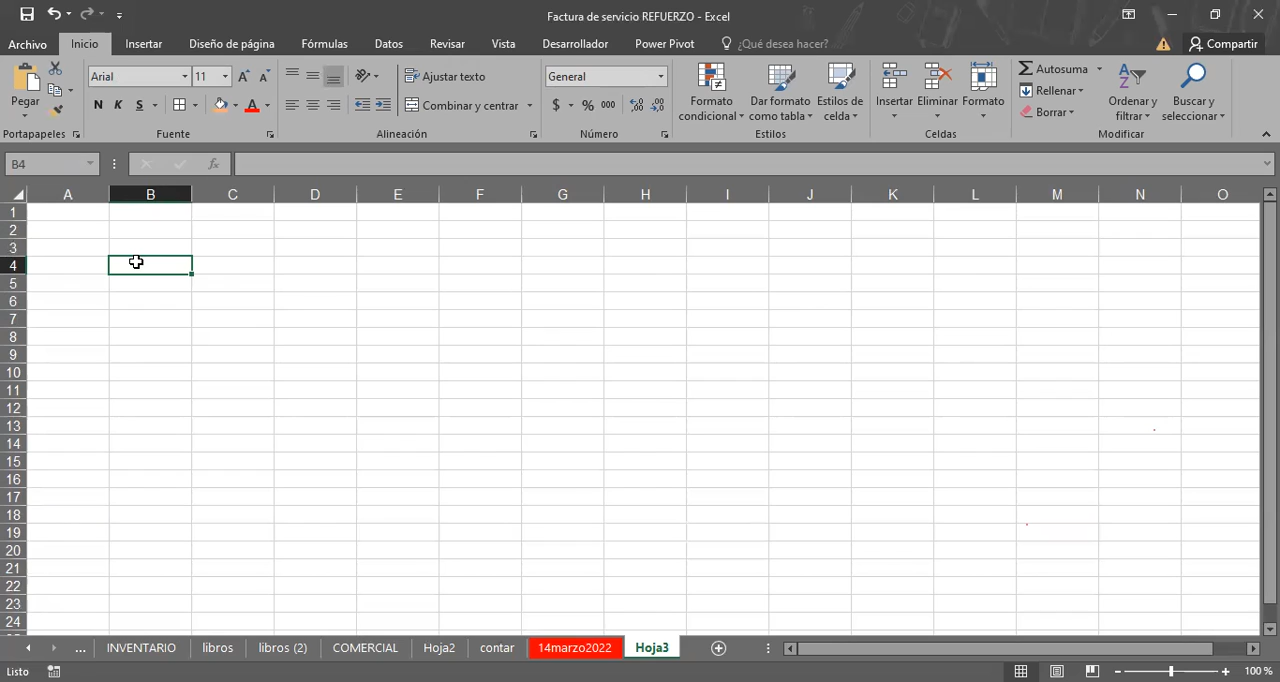 Factura de servicio REFUERZO - Excel
Archivo Inicio Insertar Diseño de página Fórmulas Datos Revisar Vista Desarrollador Power Pivot ¿Qué desea hacer? Compartir
Pegar
Portapapeles
Arial 11
N K S
Fuente
Ajustar texto
Combinar y centrar
Alineación
General
$ % 000
Número
Formato condicional
Dar formato como tabla
Estilos de celda
Estilos
Insertar Eliminar Formato
Celdas
Autosuma
Rellenar
Borrar
Ordenar y filtrar
Buscar y seleccionar
Modificar
B4 fx
A B C D E F G H I J K L M N O
1
2
3
4
5
6
7
8
9
10
11
12
13
14
15
16
17
18
19
20
21
22
23
24
... INVENTARIO libros libros (2) COMERCIAL Hoja2 contar 14marzo2022 Hoja3
Listo 100 %